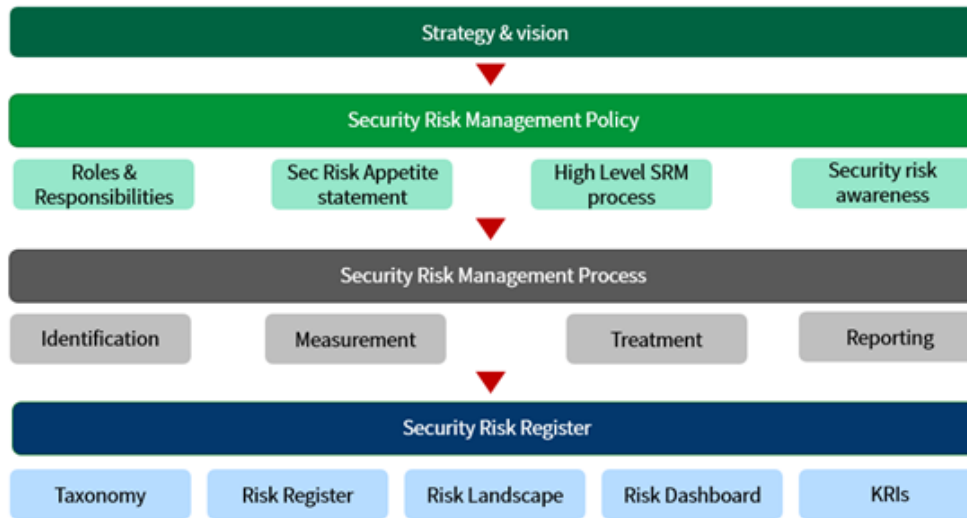 Strategy & vision
Security Risk Management Policy
Roles &
Responsibilities
Sec Risk Appetite
statement
High Level SRM
process
Security risk
awareness
Security Risk Management Process
Identification
Measurement
Treatment
Reporting
Security Risk Register
Taxonomy
Risk Register
Risk Landscape
Risk Dashboard
KRIs